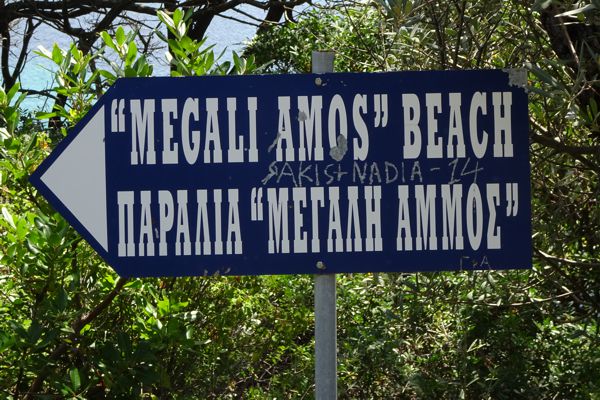 “MEGALI AMOS” BEACH
SAKIS + NADIA - 14
ΠΑΡΑΛΙΑ “ΜΕΓΑΛΗ ΑΜΜΟΣ”